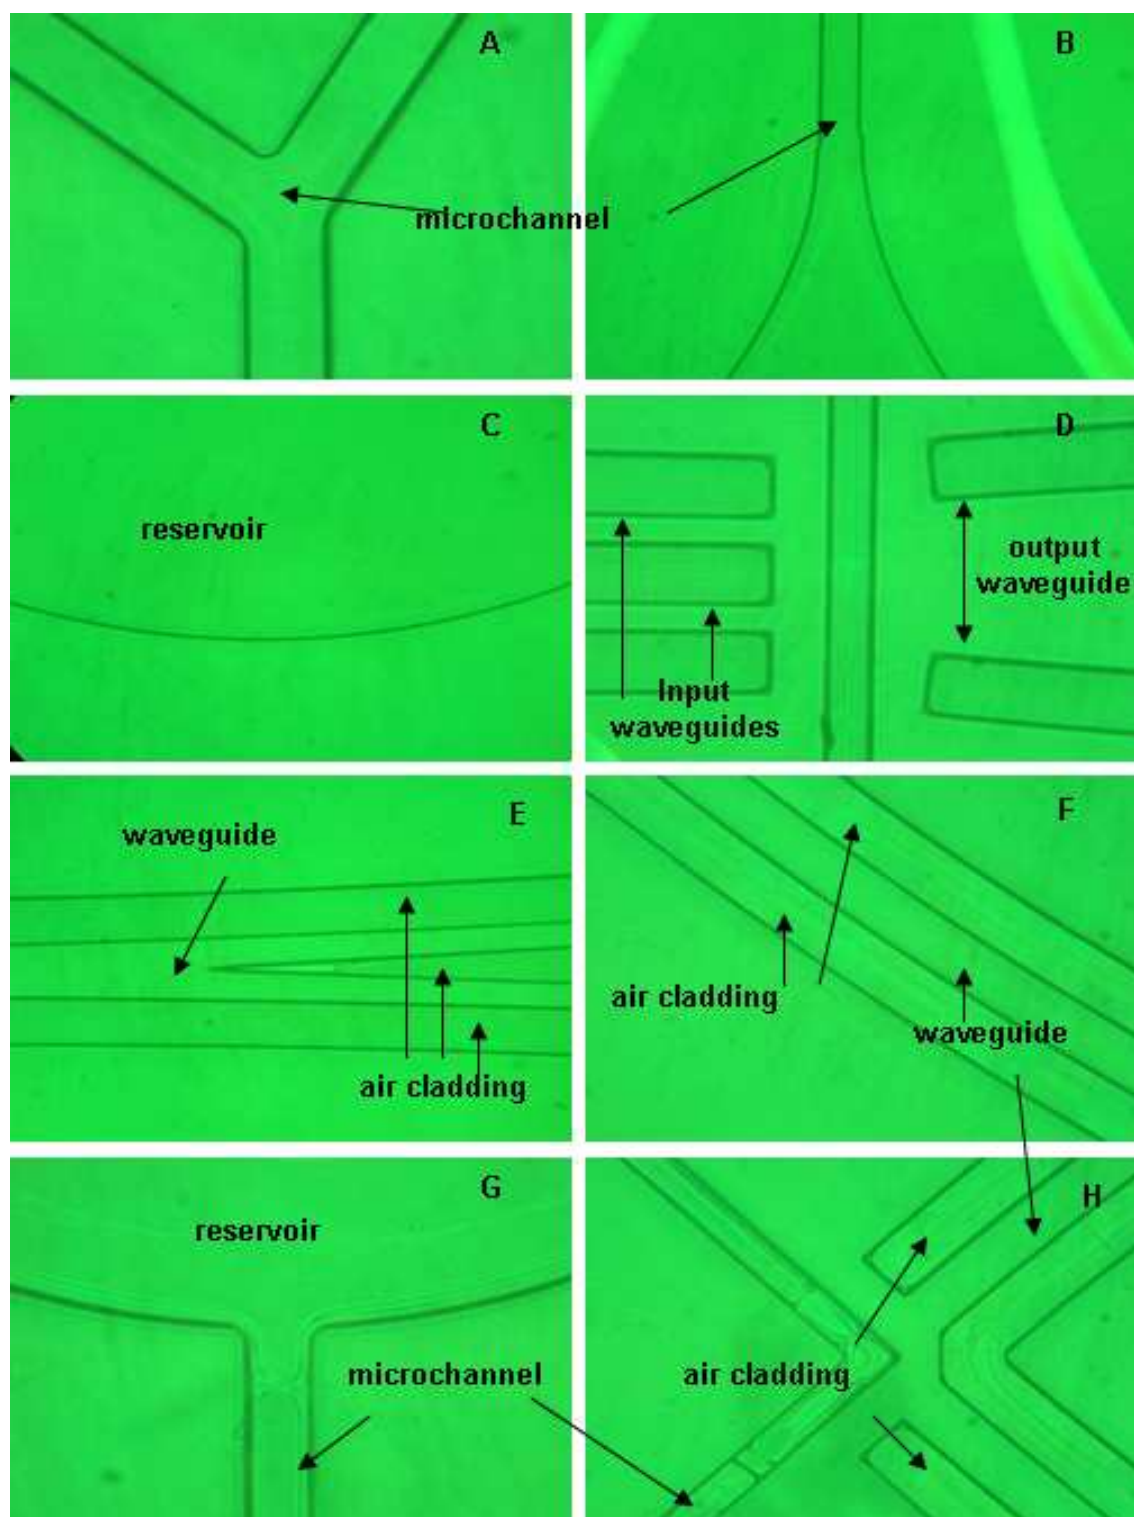 A
B
microchannel
C
D
reservoir
output
waveguide
Input
waveguides
E
F
waveguide
air cladding
waveguide
air cladding
G
H
reservoir
microchannel
air cladding